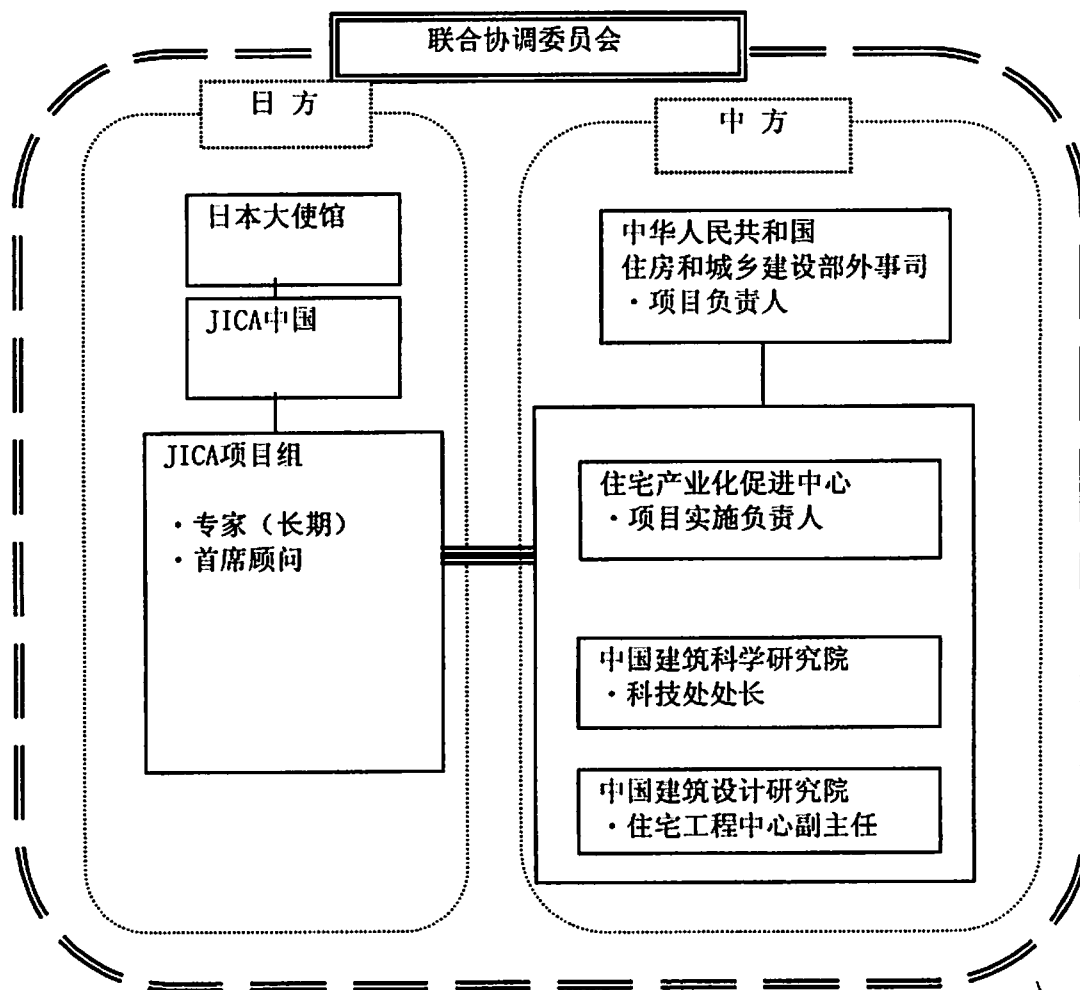 联合协调委员会
日 方
日本大使馆
JICA中国
JICA项目组
・专家（长期）
・首席顾问
中 方
中华人民共和国
住房和城乡建设部外事司
・项目负责人
住宅产业化促进中心
・项目实施负责人
中国建筑科学研究院
・科技处处长
中国建筑设计研究院
・住宅工程中心副主任